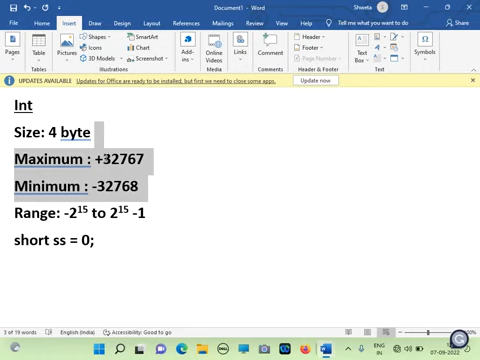 Document1 - Word
Shweta
File Home Insert Draw Design Layout References Mailings Review View Help Tell me what you want to do Share
Pages Tables Pictures Shapes Icons 3D Models SmartArt Chart Screenshot Add-ins Online Videos Links Comment Header Footer Page Number Text Box Symbols
Tables Illustrations Media Comments Header & Footer Text
UPDATES AVAILABLE Updates for Office are ready to be installed, but first we need to close some apps. Update now
Int
Size: 4 byte
Maximum : +32767
Minimum : -32768
Range: -2¹⁵ to 2¹⁵ -1
short ss = 0;
3 of 19 words English (India) Accessibility: Good to go
ENG
IN
07-09-2022